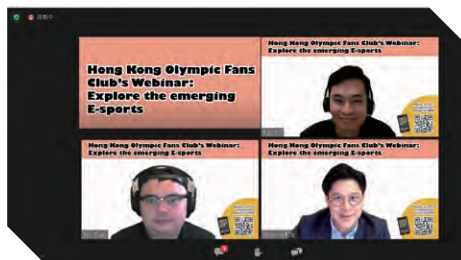 Hong Kong Olympic Fans
Club's Webinar:
Explore the emerging
E-sports
Hong Kong Olympic Fans Club's Webinar:
Explore the emerging E-sports
Hong Kong Olympic Fans Club's Webinar:
Explore the emerging E-sports
Hong Kong Olympic Fans Club's Webinar:
Explore the emerging E-sports